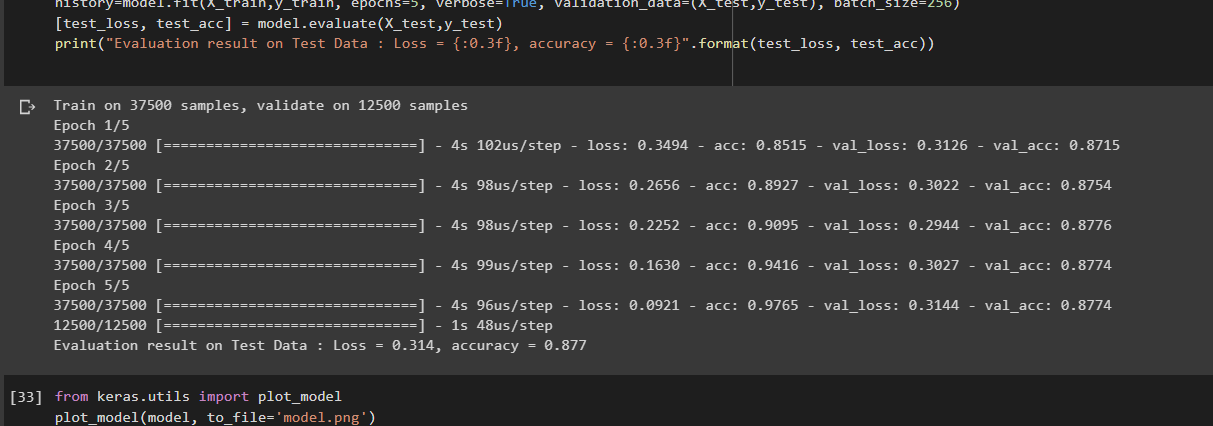 history=model.fit(X_train,y_train, epochs=5, verbose=True, validation_data=(X_test,y_test), batch_size=256)
[test_loss, test_acc] = model.evaluate(X_test,y_test)
print("Evaluation result on Test Data : Loss = {:0.3f}, accuracy = {:0.3f}".format(test_loss, test_acc))
Train on 37500 samples, validate on 12500 samples
Epoch 1/5
37500/37500 [==============================] - 4s 102us/step - loss: 0.3494 - acc: 0.8515 - val_loss: 0.3126 - val_acc: 0.8715
Epoch 2/5
37500/37500 [==============================] - 4s 98us/step - loss: 0.2656 - acc: 0.8927 - val_loss: 0.3022 - val_acc: 0.8754
Epoch 3/5
37500/37500 [==============================] - 4s 98us/step - loss: 0.2252 - acc: 0.9095 - val_loss: 0.2944 - val_acc: 0.8776
Epoch 4/5
37500/37500 [==============================] - 4s 99us/step - loss: 0.1630 - acc: 0.9416 - val_loss: 0.3027 - val_acc: 0.8774
Epoch 5/5
37500/37500 [==============================] - 4s 96us/step - loss: 0.0921 - acc: 0.9765 - val_loss: 0.3144 - val_acc: 0.8774
12500/12500 [==============================] - 1s 48us/step
Evaluation result on Test Data : Loss = 0.314, accuracy = 0.877
[33] from keras.utils import plot_model
plot_model(model, to_file='model.png')